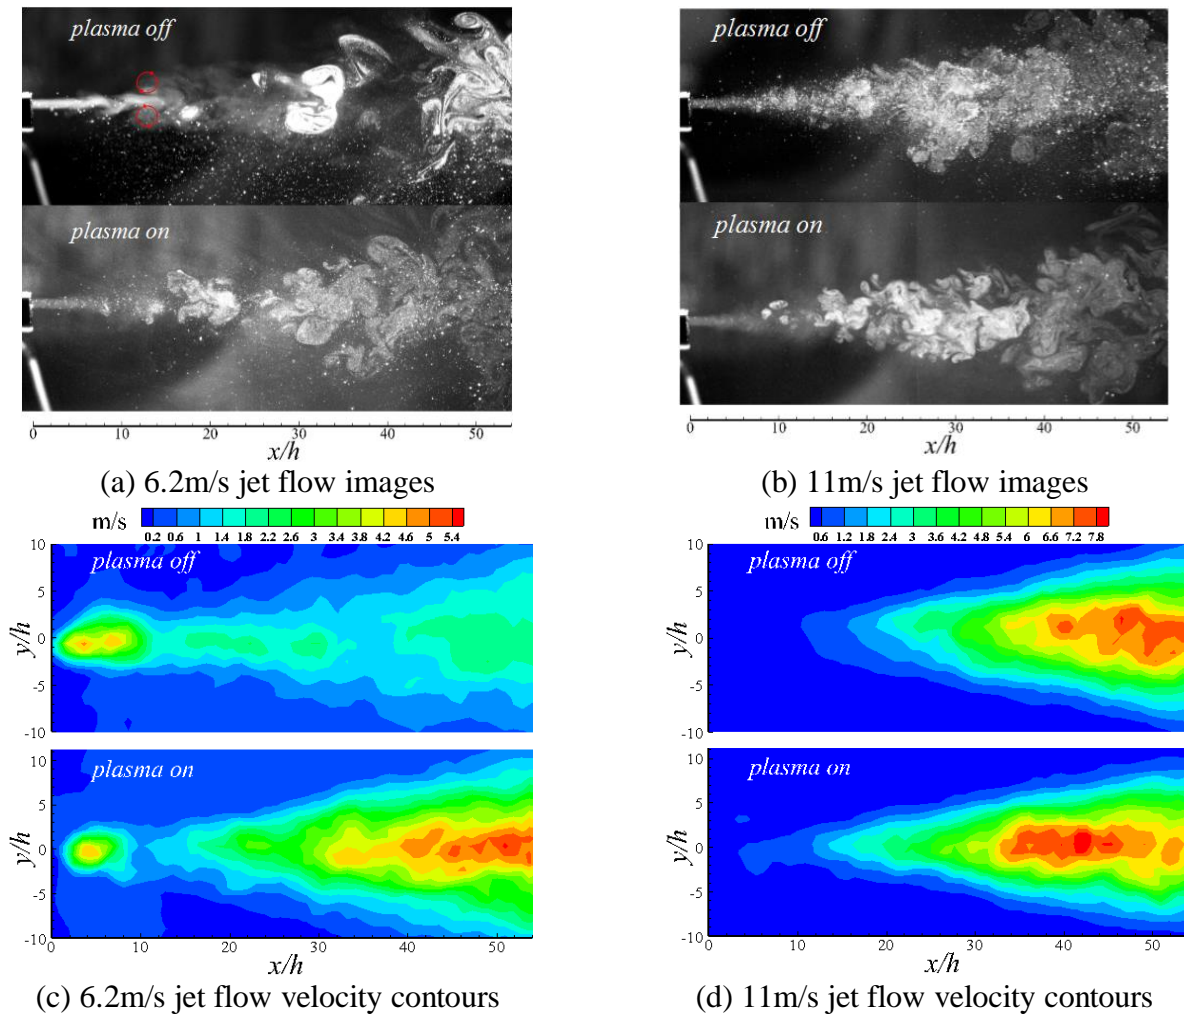 plasma off
plasma on
0 10 20 30 40 50
x/h
(a) 6.2m/s jet flow images
plasma off
plasma on
0 10 20 30 40 50
x/h
(b) 11m/s jet flow images
m/s
0.2 0.6 1 1.4 1.8 2.2 2.6 3 3.4 3.8 4.2 4.6 5 5.4
plasma off
10
5
0
-5
-10
y/h
plasma on
10
5
0
-5
-10
y/h
0 10 20 30 40 50
x/h
(c) 6.2m/s jet flow velocity contours
m/s
0.6 1.2 1.8 2.4 3 3.6 4.2 4.8 5.4 6 6.6 7.2 7.8
plasma off
10
5
0
-5
-10
y/h
plasma on
10
5
0
-5
-10
y/h
0 10 20 30 40 50
x/h
(d) 11m/s jet flow velocity contours